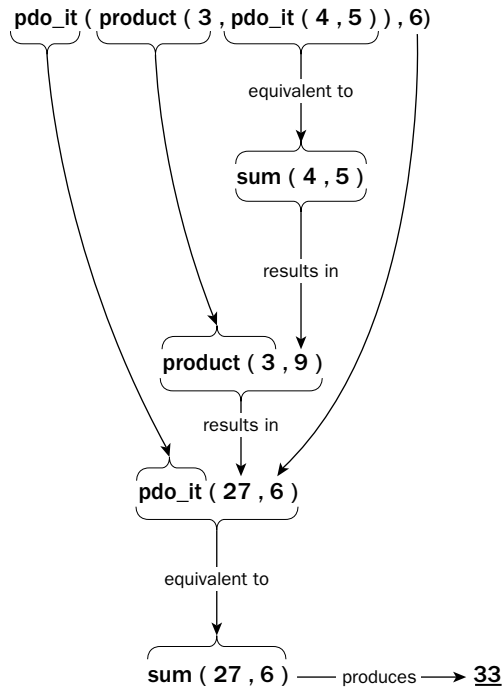 pdo_it ( product ( 3 , pdo_it ( 4 , 5 ) ) , 6 )
equivalent to
sum ( 4 , 5 )
results in
product ( 3 , 9 )
results in
pdo_it ( 27 , 6 )
equivalent to
sum ( 27 , 6 ) produces 33